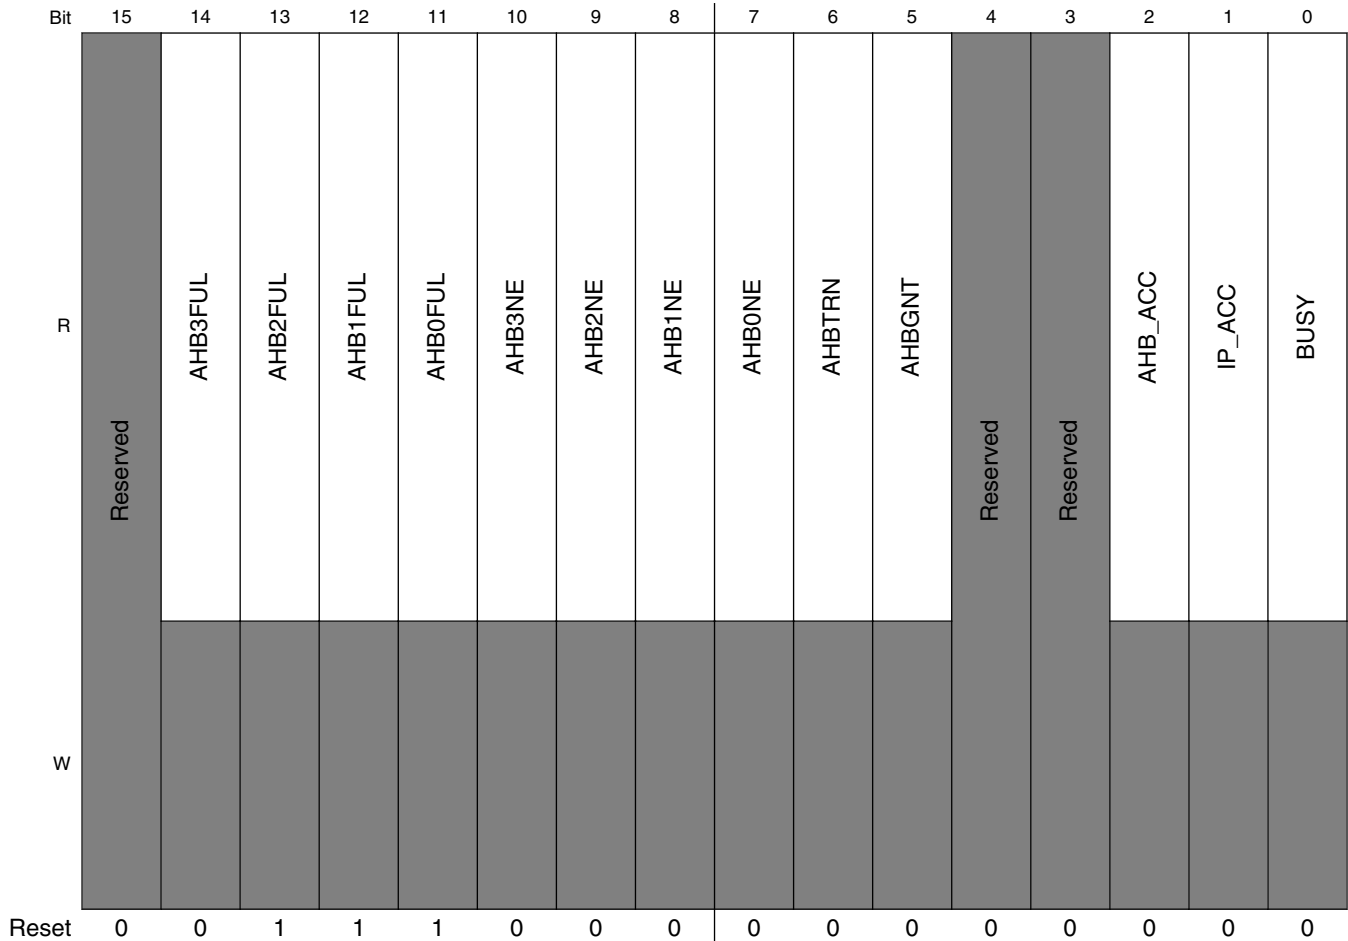 Bit 15 14 13 12 11 10 9 8 7 6 5 4 3 2 1 0
R Reserved AHB3FUL AHB2FUL AHB1FUL AHB0FUL AHB3NE AHB2NE AHB1NE AHB0NE AHBTRN AHBGNT Reserved Reserved AHB_ACC IP_ACC BUSY
W
Reset 0 0 1 1 1 0 0 0 0 0 0 0 0 0 0 0